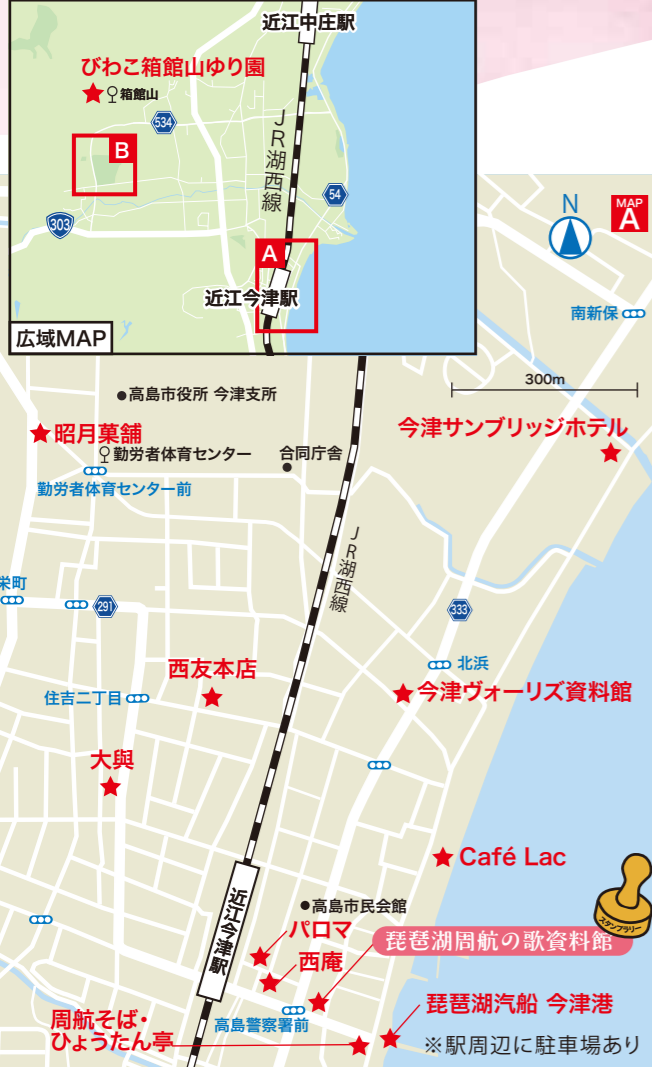 近江中庄駅
びわこ箱館山ゆり園
箱館山
534
B
JR湖西線
54
303
A
近江今津駅
広域MAP
N
MAP
A
南新保
300m
高島市役所 今津支所
昭月菓舗
今津サンブリッジホテル
勤労者体育センター
合同庁舎
勤労者体育センター前
JR湖西線
栄町
291
333
北浜
西友本店
住吉二丁目
今津ヴォーリズ資料館
大與
Café Lac
近江今津駅
高島市民会館
スタンプラリー
パロマ
琵琶湖周航の歌資料館
西庵
琵琶湖汽船 今津港
周航そば・
ひょうたん亭
高島警察署前
※駅周辺に駐車場あり